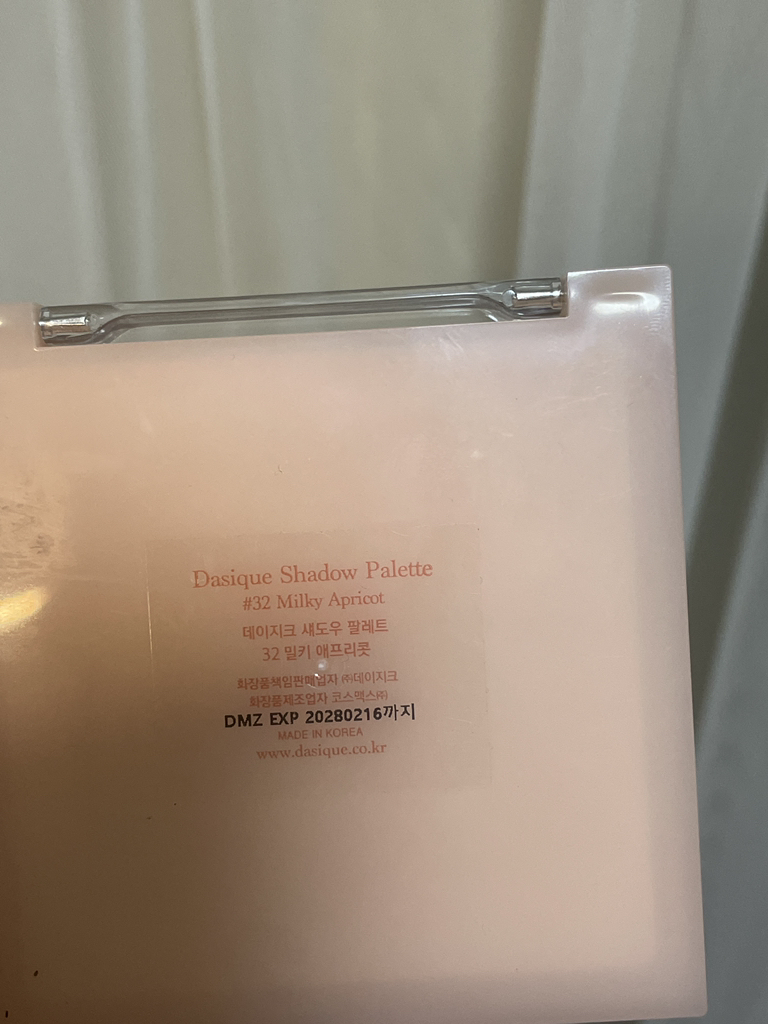 Dasique Shadow Palette
#32 Milky Apricot
데이지크 섀도우 팔레트
32 밀키 애프리콧
화장품책임판매업자 ㈜데이지크
화장품제조업자 코스맥스㈜
DMZ EXP 20280216까지
MADE IN KOREA
www.dasique.co.kr